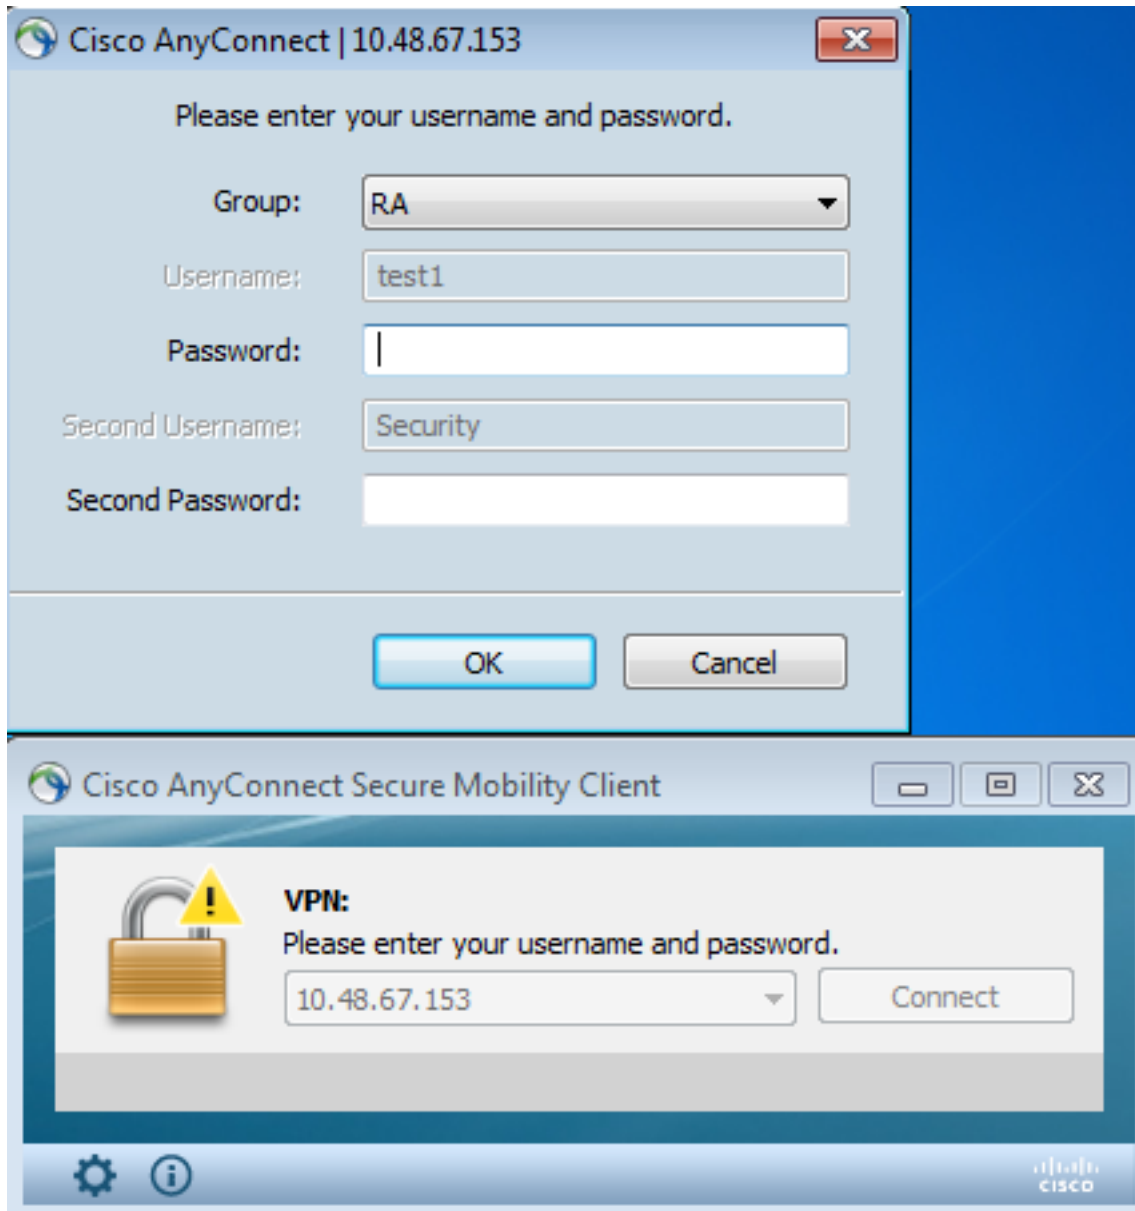 Cisco AnyConnect | 10.48.67.153
Please enter your username and password.
Group: RA
Username: test1
Password:
Second Username: Security
Second Password:
OK Cancel
Cisco AnyConnect Secure Mobility Client
VPN:
Please enter your username and password.
10.48.67.153 Connect
CISCO